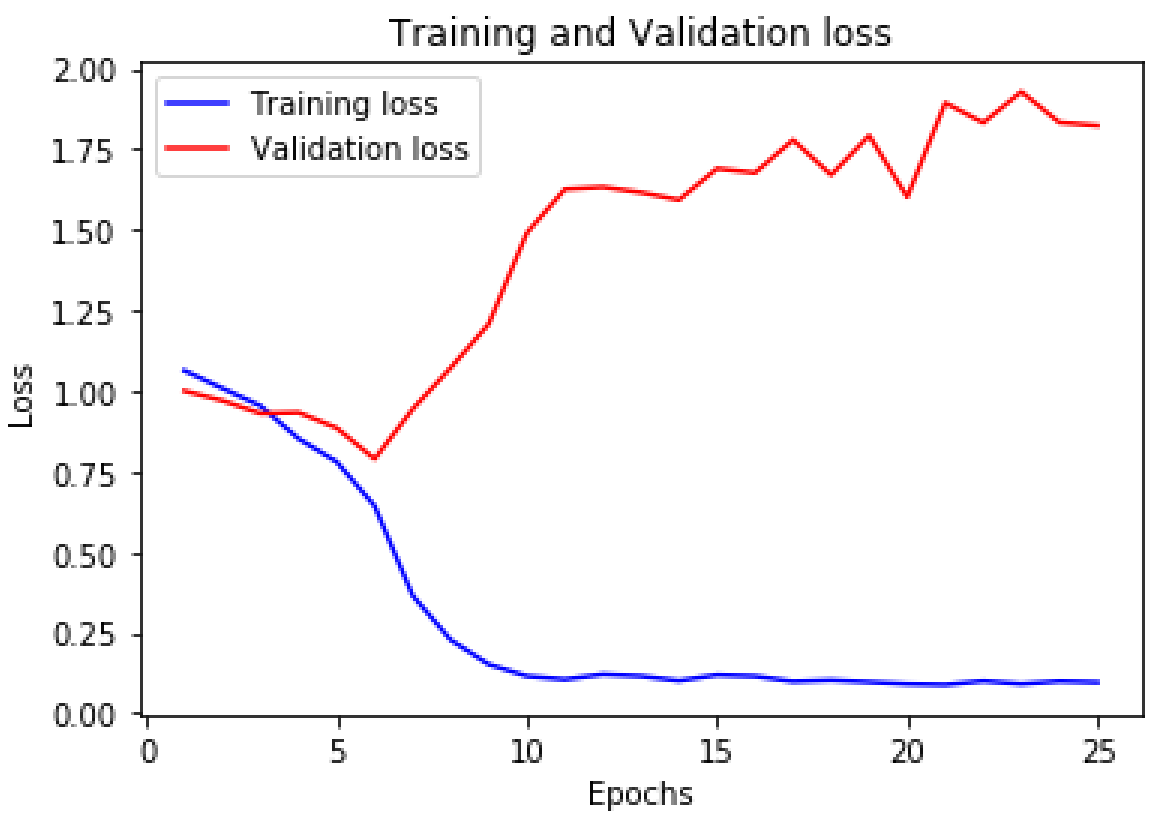 Training and Validation loss
2.00
Training loss
Validation loss
1.75
1.50
1.25
1.00
0.75
0.50
0.25
0.00
Loss
0 5 10 15 20 25
Epochs